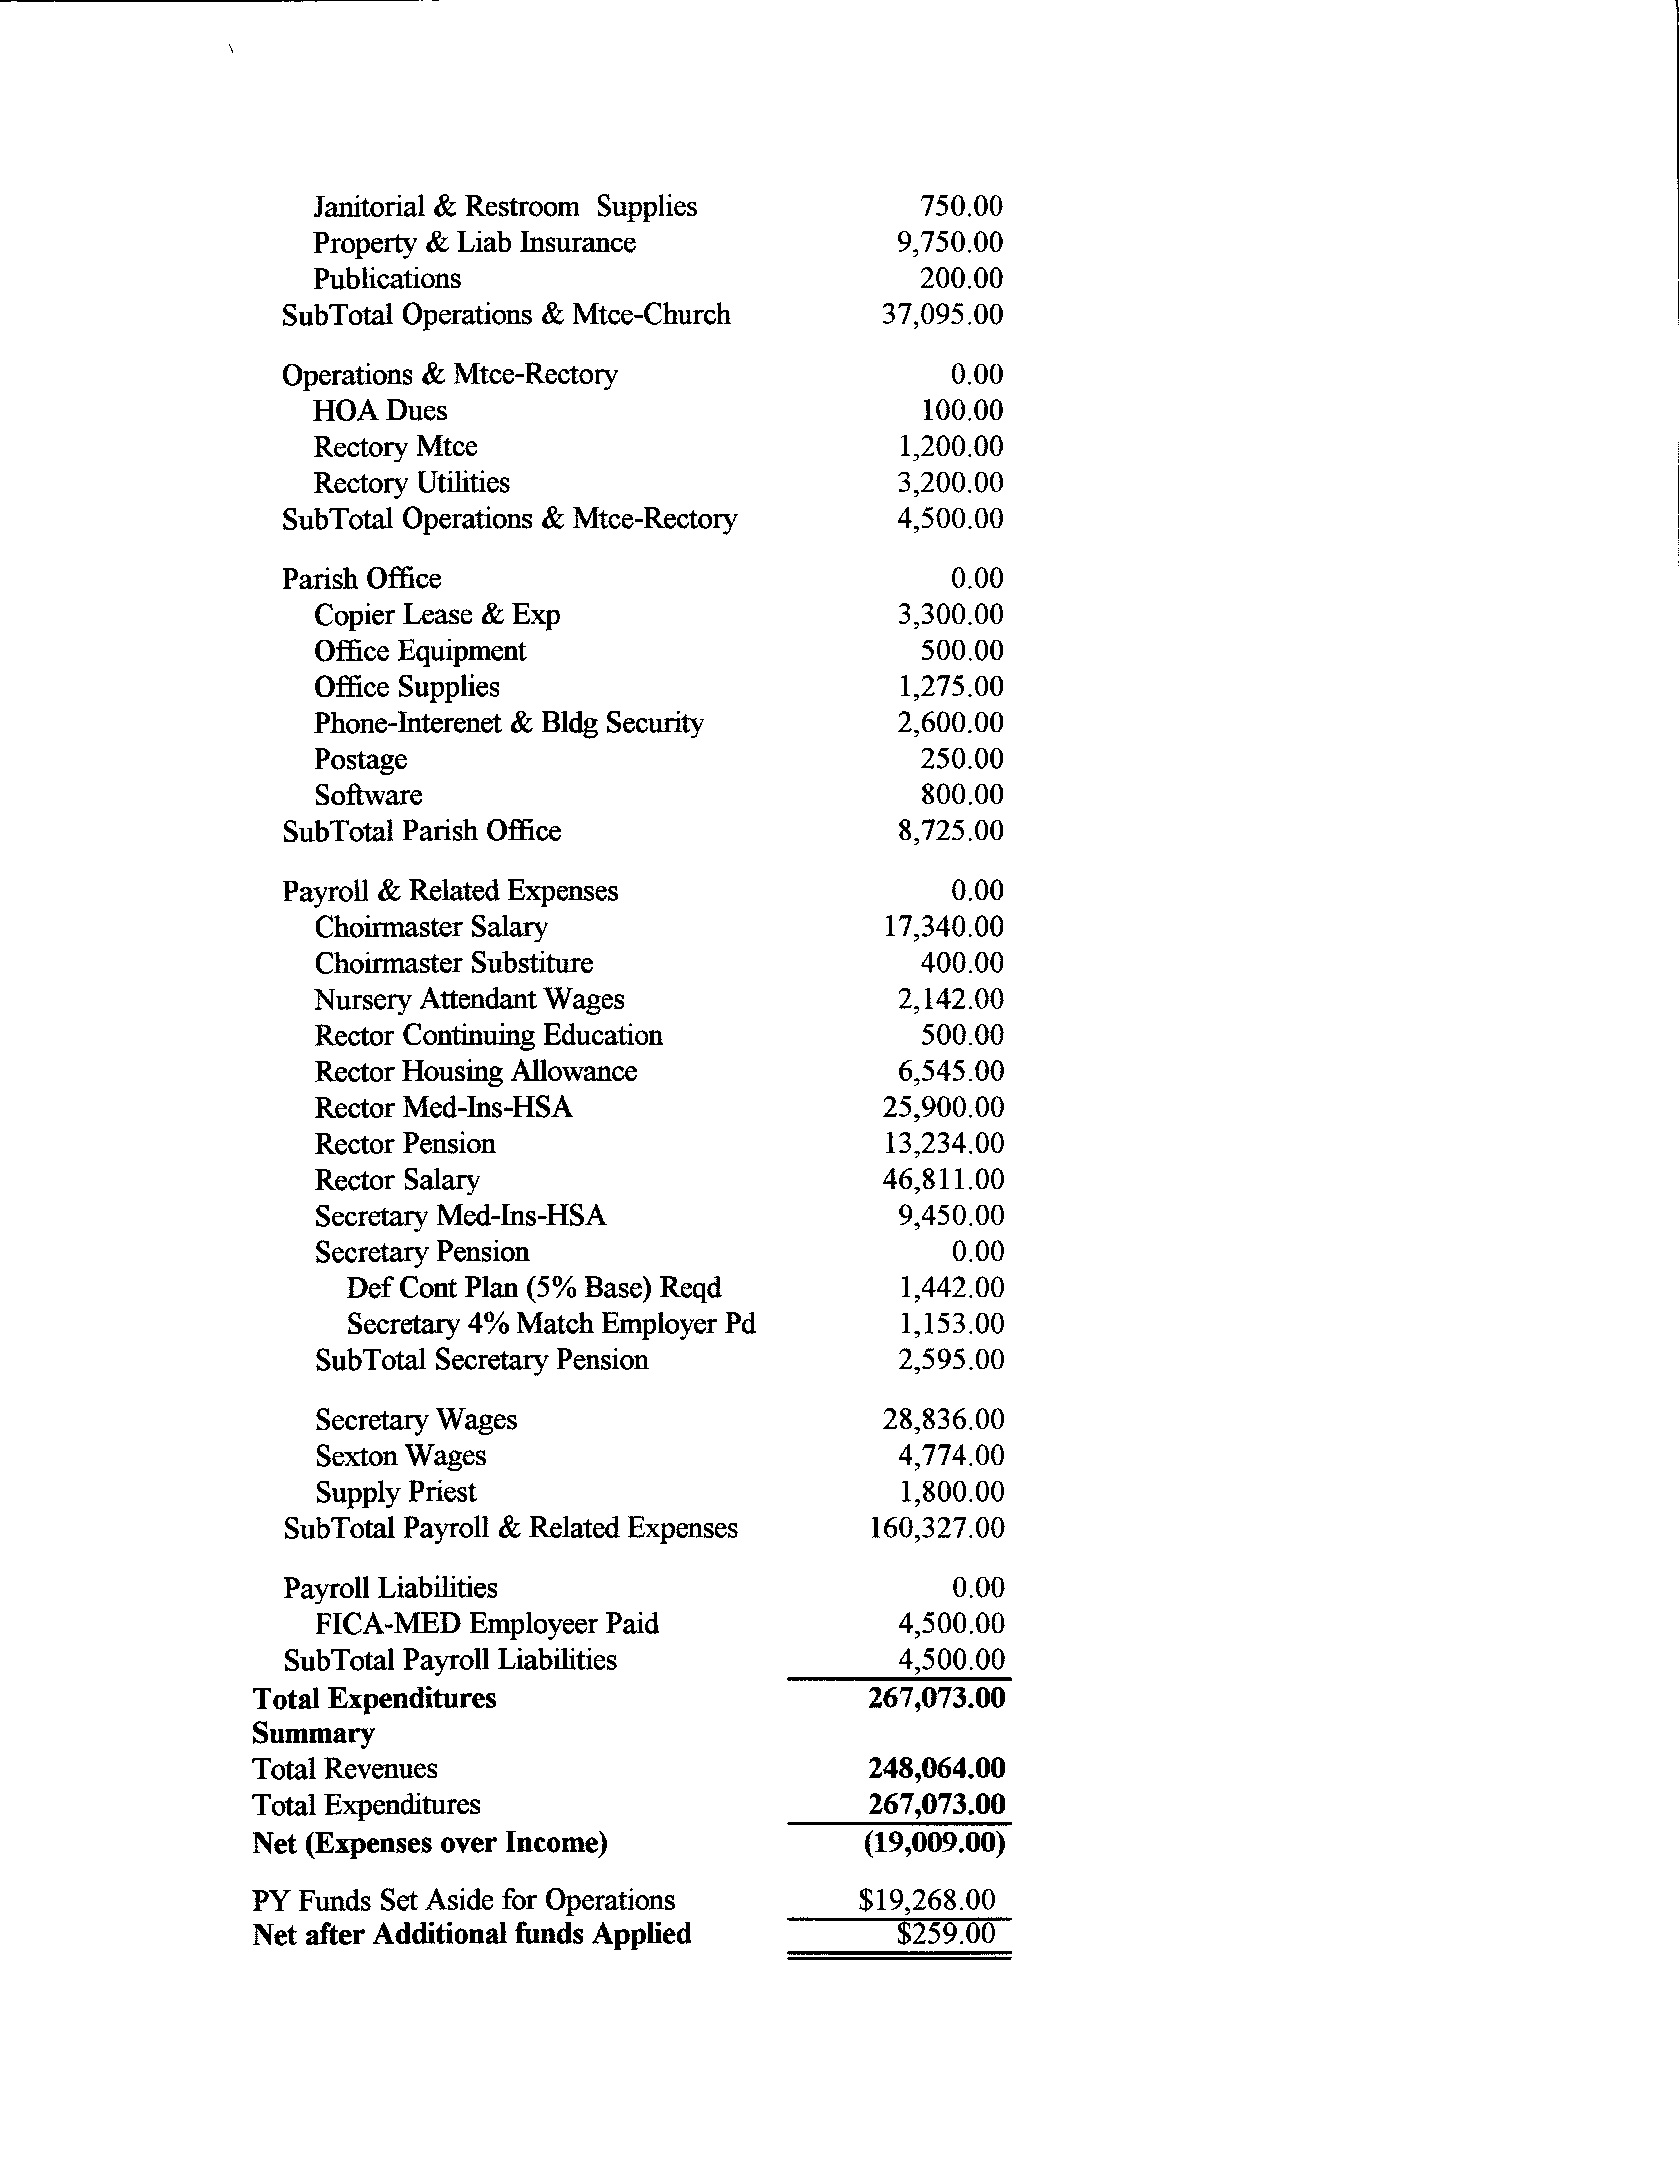 Janitorial & Restroom Supplies 750.00
Property & Liab Insurance 9,750.00
Publications 200.00
SubTotal Operations & Mtce-Church 37,095.00
Operations & Mtce-Rectory 0.00
HOA Dues 100.00
Rectory Mtce 1,200.00
Rectory Utilities 3,200.00
SubTotal Operations & Mtce-Rectory 4,500.00
Parish Office 0.00
Copier Lease & Exp 3,300.00
Office Equipment 500.00
Office Supplies 1,275.00
Phone-Interenet & Bldg Security 2,600.00
Postage 250.00
Software 800.00
SubTotal Parish Office 8,725.00
Payroll & Related Expenses 0.00
Choirmaster Salary 17,340.00
Choirmaster Substiture 400.00
Nursery Attendant Wages 2,142.00
Rector Continuing Education 500.00
Rector Housing Allowance 6,545.00
Rector Med-Ins-HSA 25,900.00
Rector Pension 13,234.00
Rector Salary 46,811.00
Secretary Med-Ins-HSA 9,450.00
Secretary Pension 0.00
Def Cont Plan (5% Base) Reqd 1,442.00
Secretary 4% Match Employer Pd 1,153.00
SubTotal Secretary Pension 2,595.00
Secretary Wages 28,836.00
Sexton Wages 4,774.00
Supply Priest 1,800.00
SubTotal Payroll & Related Expenses 160,327.00
Payroll Liabilities 0.00
FICA-MED Employeer Paid 4,500.00
SubTotal Payroll Liabilities 4,500.00
Total Expenditures 267,073.00
Summary
Total Revenues 248,064.00
Total Expenditures 267,073.00
Net (Expenses over Income) (19,009.00)
PY Funds Set Aside for Operations $19,268.00
Net after Additional funds Applied $259.00